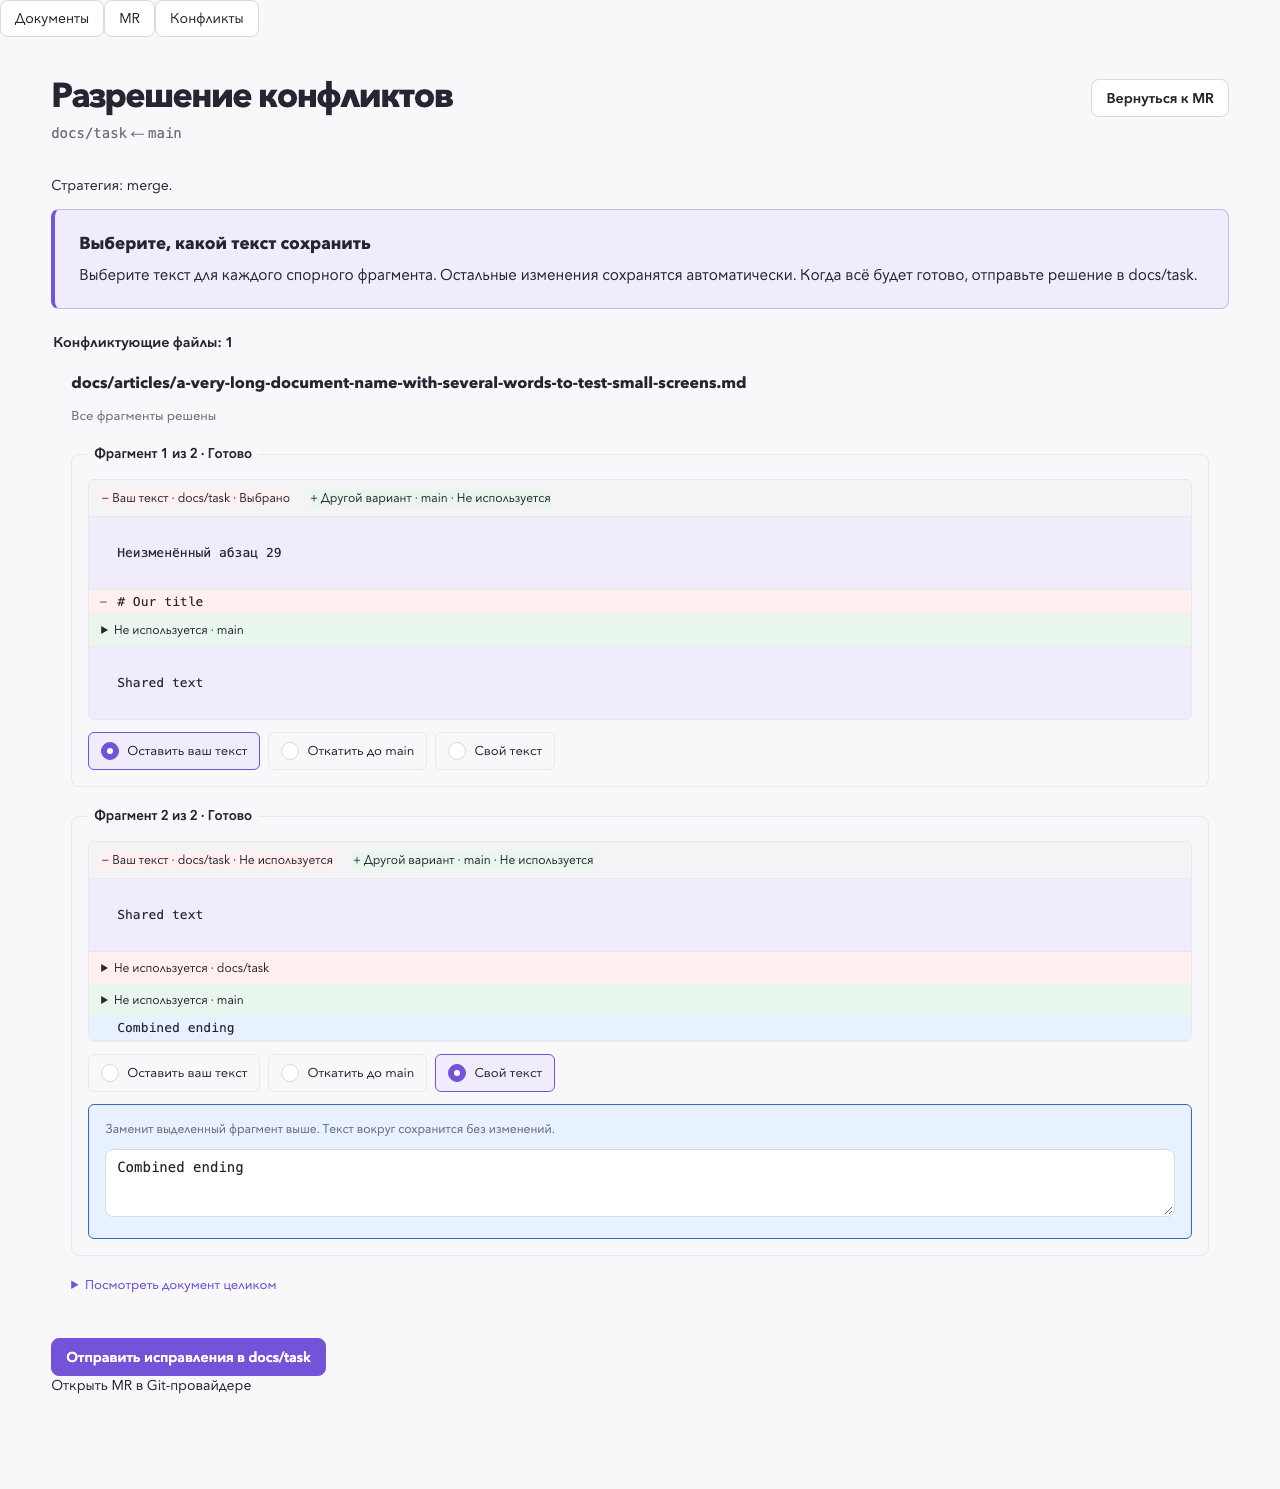 Документы MR Конфликты
Разрешение конфликтов
Вернуться к MR
docs/task ← main
Стратегия: merge.
Выберите, какой текст сохранить
Выберите текст для каждого спорного фрагмента. Остальные изменения сохранятся автоматически. Когда всё будет готово, отправьте решение в docs/task.
Конфликтующие файлы: 1
docs/articles/a-very-long-document-name-with-several-words-to-test-small-screens.md
Все фрагменты решены
Фрагмент 1 из 2 · Готово
− Ваш текст · docs/task · Выбрано + Другой вариант · main · Не используется
Неизменённый абзац 29
− # Our title
▶ Не используется · main
Shared text
Оставить ваш текст Откатить до main Свой текст
Фрагмент 2 из 2 · Готово
− Ваш текст · docs/task · Не используется + Другой вариант · main · Не используется
Shared text
▶ Не используется · docs/task
▶ Не используется · main
Combined ending
Оставить ваш текст Откатить до main Свой текст
Заменит выделенный фрагмент выше. Текст вокруг сохранится без изменений.
Combined ending
▶ Посмотреть документ целиком
Отправить исправления в docs/task
Открыть MR в Git-провайдере